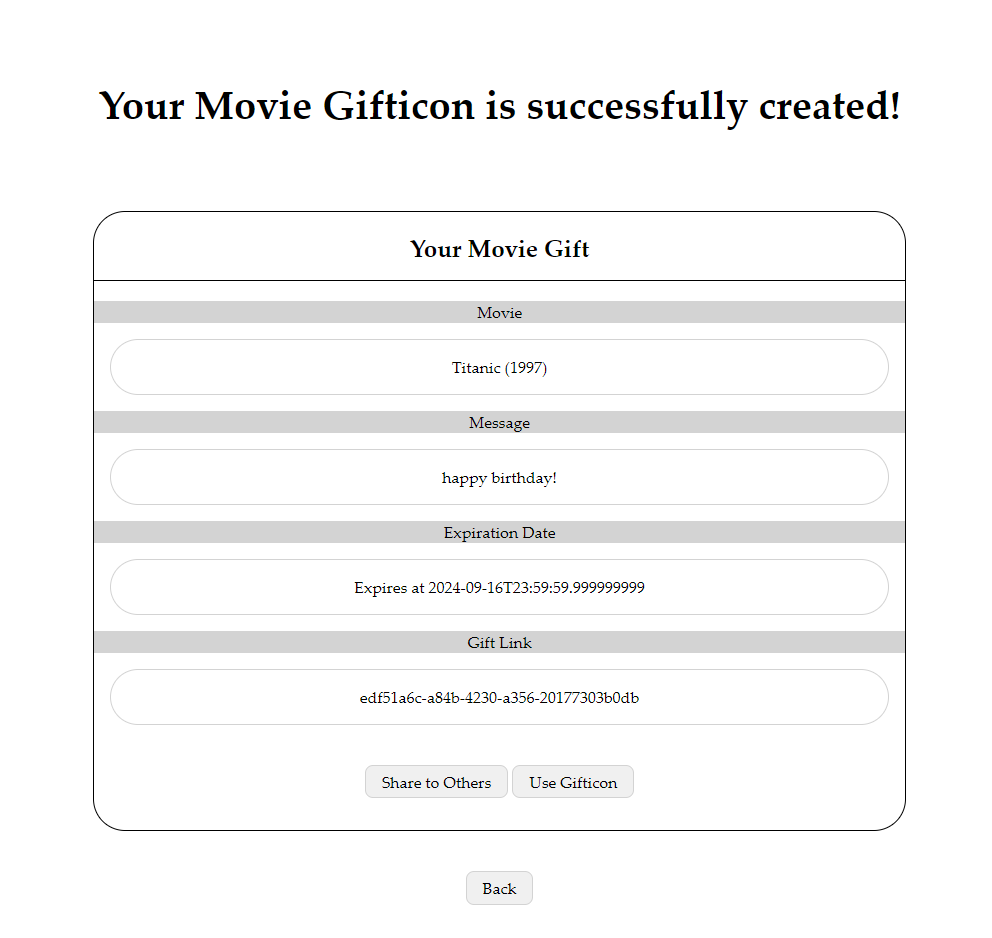 Your Movie Gifticon is successfully created!
Your Movie Gift
Movie
Titanic (1997)
Message
happy birthday!
Expiration Date
Expires at 2024-09-16T23:59:59.999999999
Gift Link
edf51a6c-a84b-4230-a356-20177303b0db
Share to Others Use Gifticon
Back